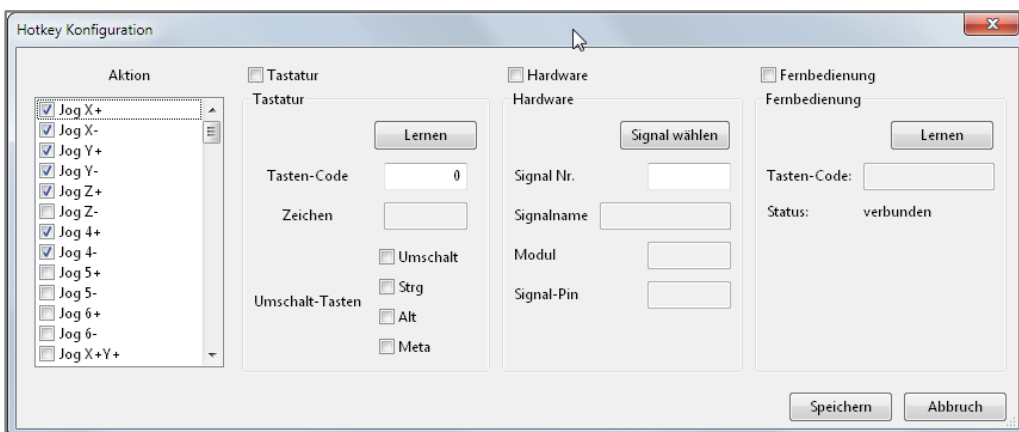 Hotkey Konfiguration
Aktion
Jog X+
Jog X-
Jog Y+
Jog Y-
Jog Z+
Jog Z-
Jog 4+
Jog 4-
Jog 5+
Jog 5-
Jog 6+
Jog 6-
Jog X+Y+
Tastatur
Tastatur
Lernen
Tasten-Code 0
Zeichen
Umschalt-Tasten
Umschalt
Strg
Alt
Meta
Hardware
Hardware
Signal wählen
Signal Nr.
Signalname
Modul
Signal-Pin
Fernbedienung
Fernbedienung
Lernen
Tasten-Code:
Status: verbunden
Speichern
Abbruch